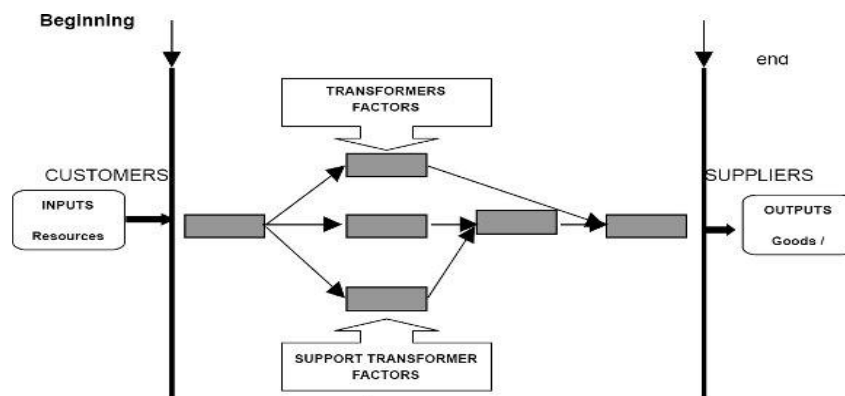 Beginning
end
TRANSFORMERS
FACTORS
CUSTOMERS
SUPPLIERS
INPUTS
Resources
OUTPUTS
Goods /
SUPPORT TRANSFORMER
FACTORS